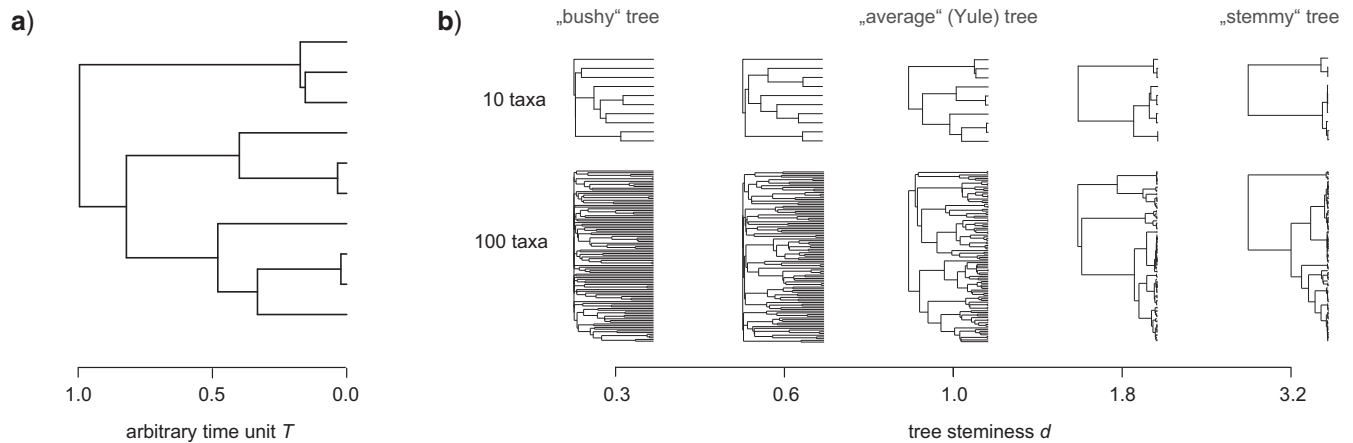 a)
1.0 0.5 0.0
arbitrary time unit T
b)
„bushy“ tree „average“ (Yule) tree „stemmy“ tree
10 taxa
100 taxa
0.3 0.6 1.0 1.8 3.2
tree steminess d